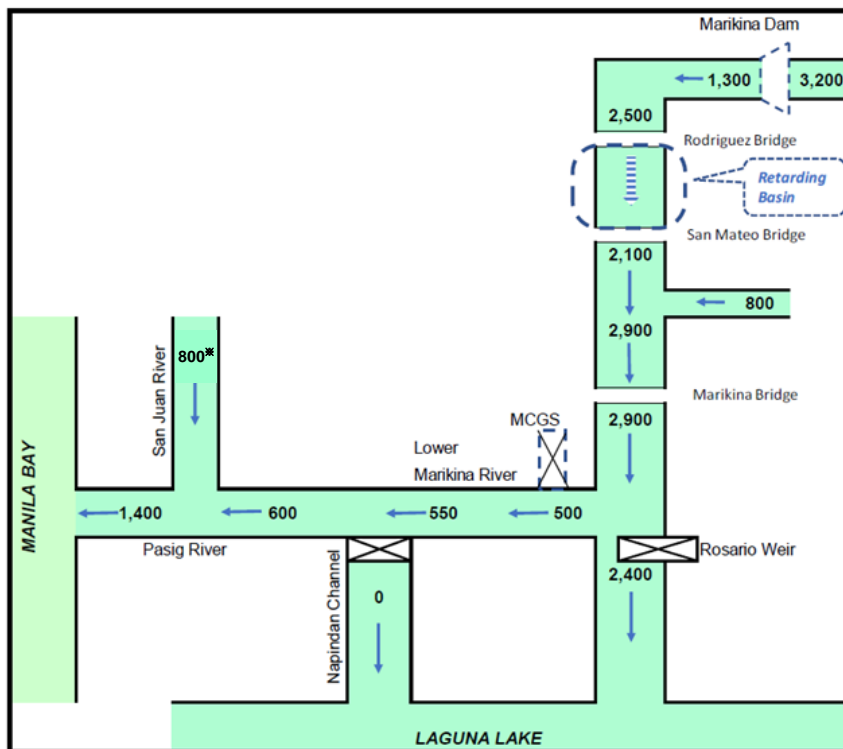 Marikina Dam
1,300
3,200
2,500
Rodriguez Bridge
Retarding
Basin
San Mateo Bridge
2,100
800
2,900
800※
San Juan River
Marikina Bridge
MCGS
2,900
Lower
Marikina River
MANILA BAY
1,400
600
550
500
Pasig River
Rosario Weir
2,400
Napindan Channel
0
LAGUNA LAKE